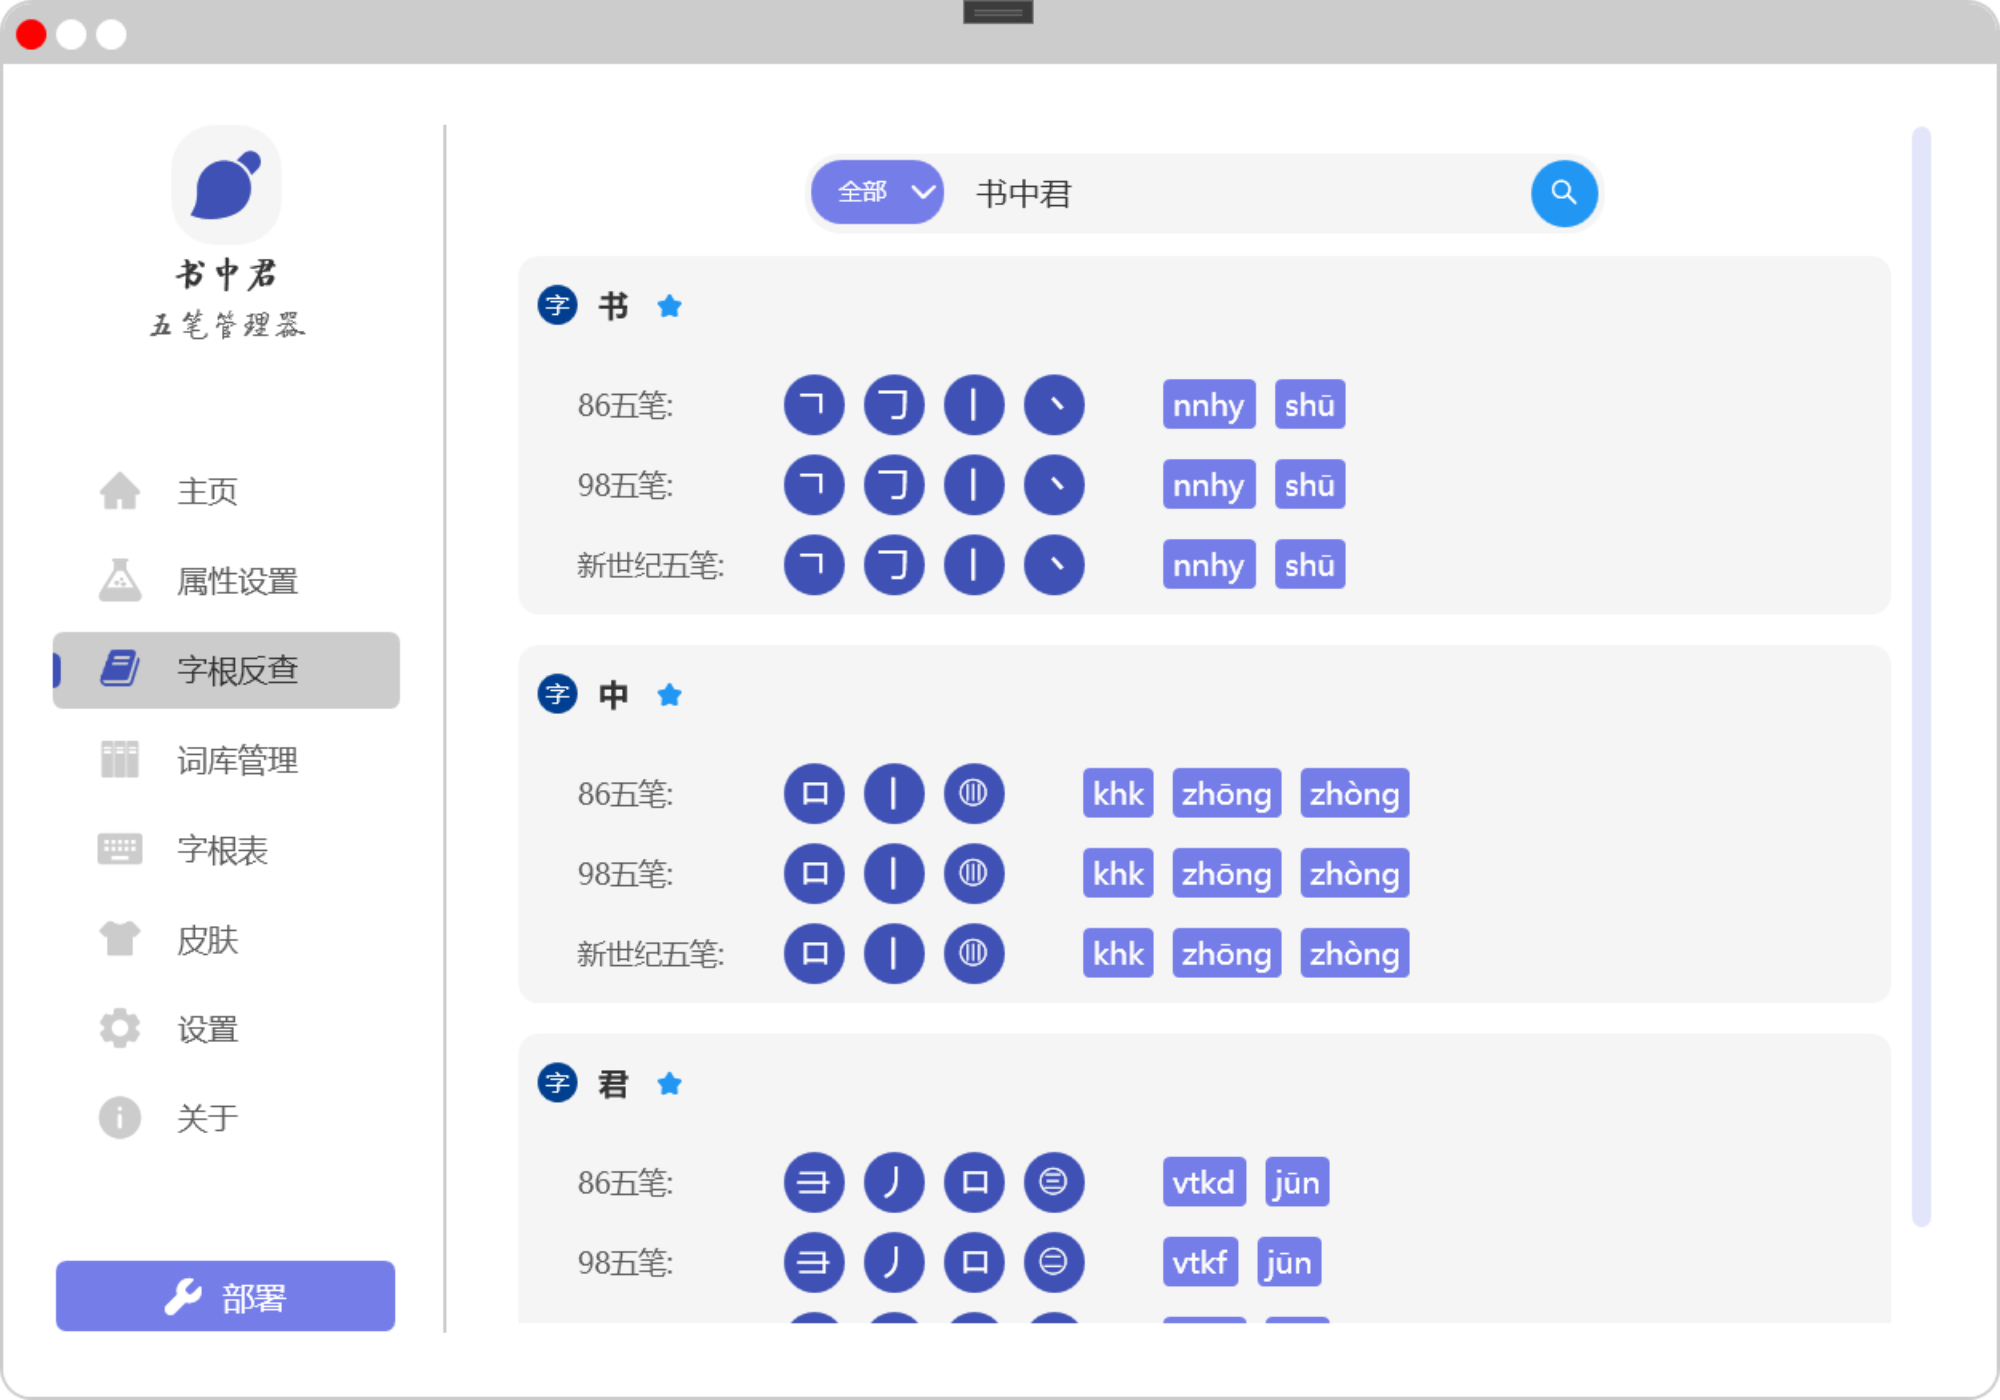 书中君
五笔管理器
主页
属性设置
字根反查
词库管理
字根表
皮肤
设置
关于
部署
全部 书中君
字 书
86五笔: ㇕ 丨 丶 nnhy shū
98五笔: ㇕ 丨 丶 nnhy shū
新世纪五笔: ㇕ 丨 丶 nnhy shū
字 中
86五笔: 口 丨 khk zhōng zhòng
98五笔: 口 丨 khk zhōng zhòng
新世纪五笔: 口 丨 khk zhōng zhòng
字 君
86五笔: 丿 口 ㊂ vtkd jūn
98五笔: 丿 口 ㊁ vtkf jūn